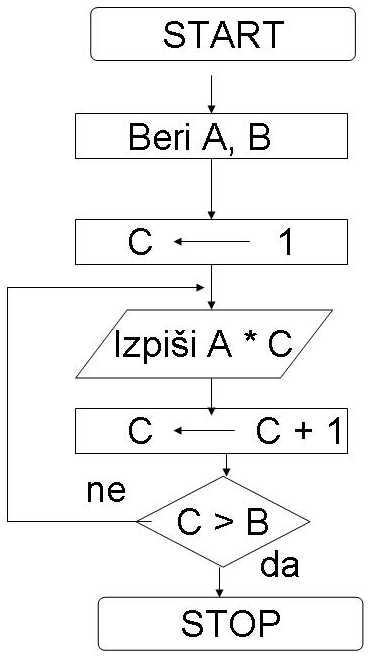 START
Beri A, B
C ← 1
Izpiši A * C
C ← C + 1
ne
C > B
da
STOP